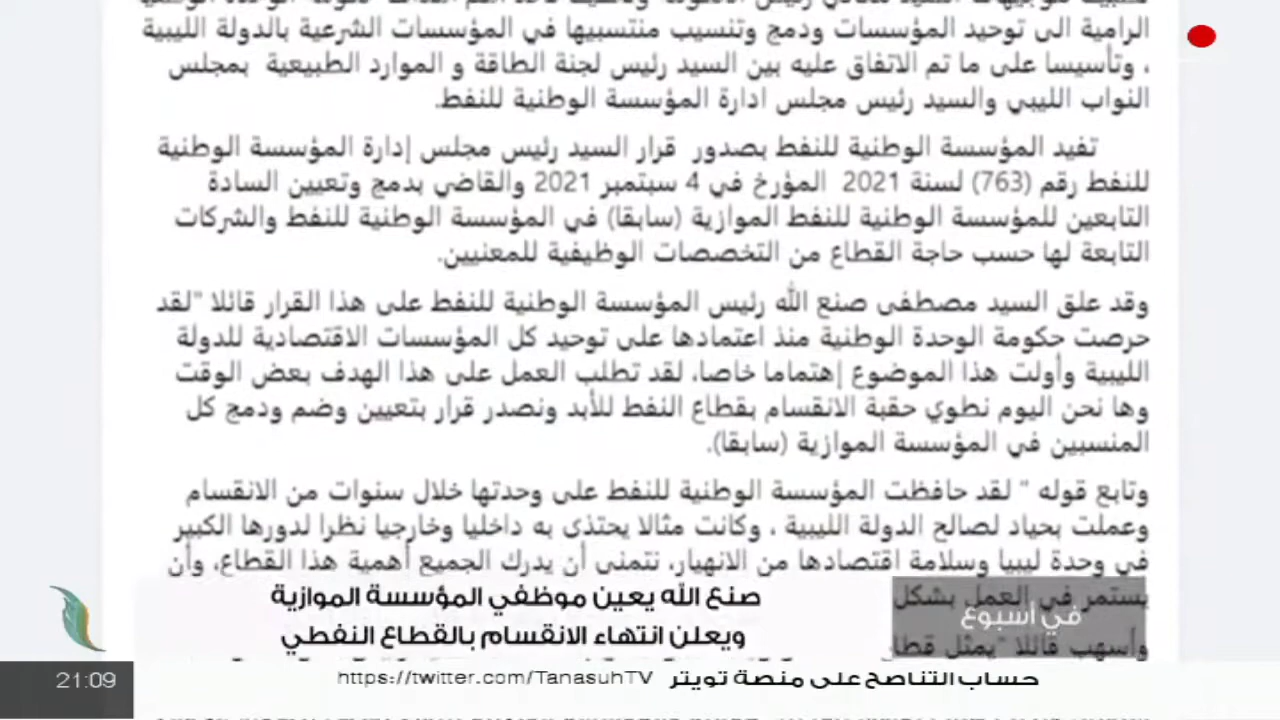 الرامية الى توحيد المؤسسات ودمج وتنسيب منتسبيها في المؤسسات الشرعية بالدولة الليبية
، وتأسيسا على ما تم الاتفاق عليه بين السيد رئيس لجنة الطاقة و الموارد الطبيعية بمجلس
النواب الليبي والسيد رئيس مجلس ادارة المؤسسة الوطنية للنفط.
تفيد المؤسسة الوطنية للنفط بصدور قرار السيد رئيس مجلس إدارة المؤسسة الوطنية
للنفط رقم (763) لسنة 2021 المؤرخ في 4 سبتمبر 2021 والقاضي بدمج وتعيين السادة
التابعين للمؤسسة الوطنية للنفط الموازية (سابقا) في المؤسسة الوطنية للنفط والشركات
التابعة لها حسب حاجة القطاع من التخصصات الوظيفية للمعنيين.
وقد علق السيد مصطفى صنع الله رئيس المؤسسة الوطنية للنفط على هذا القرار قائلا "لقد
حرصت حكومة الوحدة الوطنية منذ اعتمادها على توحيد كل المؤسسات الاقتصادية للدولة
الليبية وأولت هذا الموضوع إهتماما خاصا، لقد تطلب العمل على هذا الهدف بعض الوقت
وها نحن اليوم نطوي حقبة الانقسام بقطاع النفط للأبد ونصدر قرار بتعيين وضم ودمج كل
المنسبين في المؤسسة الموازية (سابقا).
وتابع قوله " لقد حافظت المؤسسة الوطنية للنفط على وحدتها خلال سنوات من الانقسام
وعملت بحياد لصالح الدولة الليبية ، وكانت مثالا يحتذى به داخليا وخارجيا نظرا لدورها الكبير
في وحدة ليبيا وسلامة اقتصادها من الانهيار، نتمنى أن يدرك الجميع أهمية هذا القطاع، وأن
يستمر في العمل بشكل
وأسهب قائلا "يمثل قطا
في أسبوع
صنع الله يعين موظفي المؤسسة الموازية
ويعلن انتهاء الانقسام بالقطاع النفطي
حساب التناصح على منصة تويتر https://twitter.com/TanasuhTV
21:09